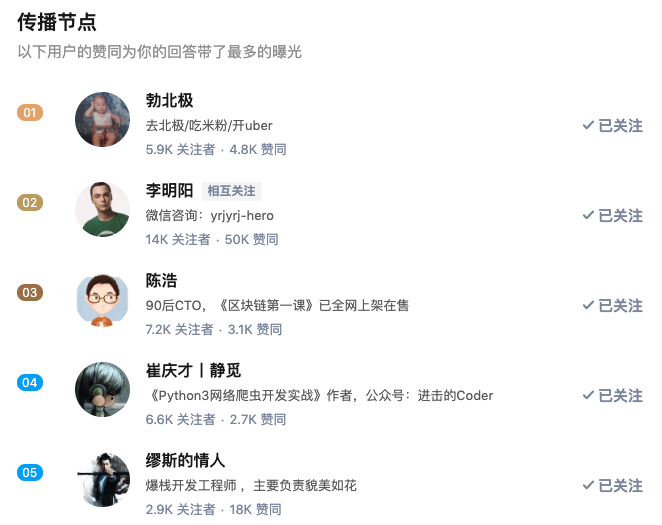 传播节点
以下用户的赞同为你的回答带了最多的曝光
01
勃北极
去北极/吃米粉/开uber
5.9K 关注者 · 4.8K 赞同
已关注
02
李明阳 相互关注
微信咨询：yrjyrj-hero
14K 关注者 · 50K 赞同
已关注
03
陈浩
90后CTO，《区块链第一课》已全网上架在售
7.2K 关注者 · 3.1K 赞同
已关注
04
崔庆才丨静觅
《Python3网络爬虫开发实战》作者，公众号：进击的Coder
6.6K 关注者 · 2.7K 赞同
已关注
05
缪斯的情人
爆栈开发工程师 ，主要负责貌美如花
2.9K 关注者 · 18K 赞同
已关注